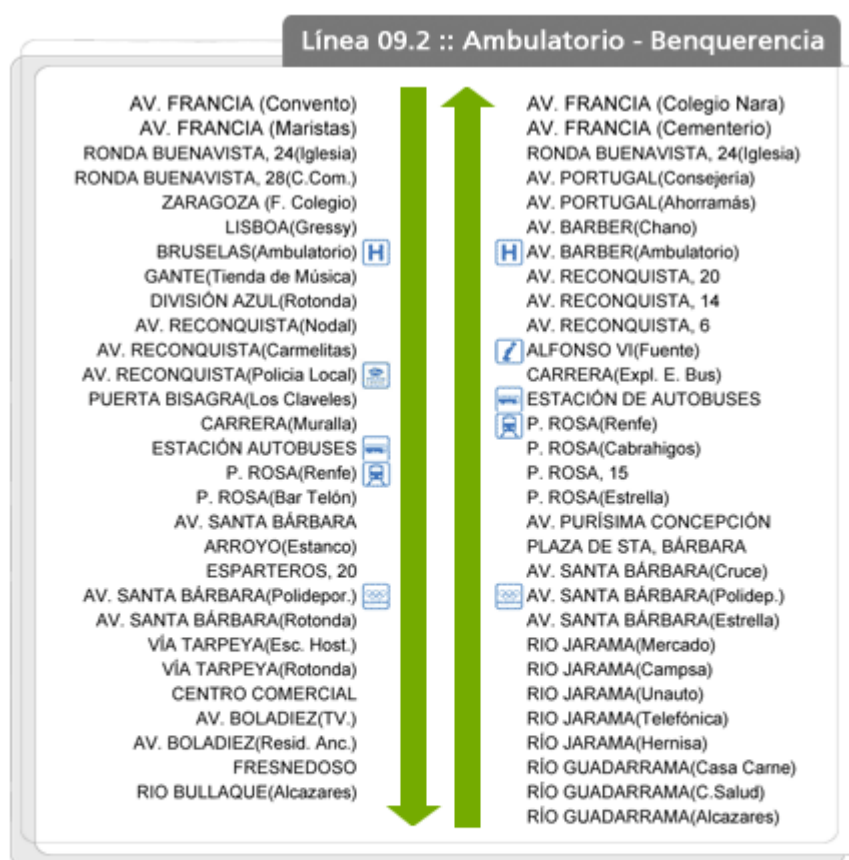 Línea 09.2 :: Ambulatorio - Benquerencia
AV. FRANCIA (Convento)
AV. FRANCIA (Maristas)
RONDA BUENAVISTA, 24(Iglesia)
RONDA BUENAVISTA, 28(C.Com.)
ZARAGOZA (F. Colegio)
LISBOA(Gressy)
BRUSELAS(Ambulatorio)
GANTE(Tienda de Música)
DIVISIÓN AZUL(Rotonda)
AV. RECONQUISTA(Nodal)
AV. RECONQUISTA(Carmelitas)
AV. RECONQUISTA(Policia Local)
PUERTA BISAGRA(Los Claveles)
CARRERA(Muralla)
ESTACIÓN AUTOBUSES
P. ROSA(Renfe)
P. ROSA(Bar Telón)
AV. SANTA BÁRBARA
ARROYO(Estanco)
ESPARTEROS, 20
AV. SANTA BÁRBARA(Polidepor.)
AV. SANTA BÁRBARA(Rotonda)
VÍA TARPEYA(Esc. Host.)
VÍA TARPEYA(Rotonda)
CENTRO COMERCIAL
AV. BOLADIEZ(TV.)
AV. BOLADIEZ(Resid. Anc.)
FRESNEDOSO
RIO BULLAQUE(Alcazares)
H
AV. FRANCIA (Colegio Nara)
AV. FRANCIA (Cementerio)
RONDA BUENAVISTA, 24(Iglesia)
AV. PORTUGAL(Consejería)
AV. PORTUGAL(Ahorramás)
AV. BARBER(Chano)
H
AV. BARBER(Ambulatorio)
AV. RECONQUISTA, 20
AV. RECONQUISTA, 14
AV. RECONQUISTA, 6
ALFONSO VI(Fuente)
CARRERA(Expl. E. Bus)
ESTACIÓN DE AUTOBUSES
P. ROSA(Renfe)
P. ROSA(Cabrahigos)
P. ROSA, 15
P. ROSA(Estrella)
AV. PURÍSIMA CONCEPCIÓN
PLAZA DE STA, BÁRBARA
AV. SANTA BÁRBARA(Cruce)
AV. SANTA BÁRBARA(Polidep.)
AV. SANTA BÁRBARA(Estrella)
RIO JARAMA(Mercado)
RIO JARAMA(Campsa)
RIO JARAMA(Unauto)
RIO JARAMA(Telefónica)
RÍO JARAMA(Hernisa)
RÍO GUADARRAMA(Casa Carne)
RÍO GUADARRAMA(C.Salud)
RÍO GUADARRAMA(Alcazares)